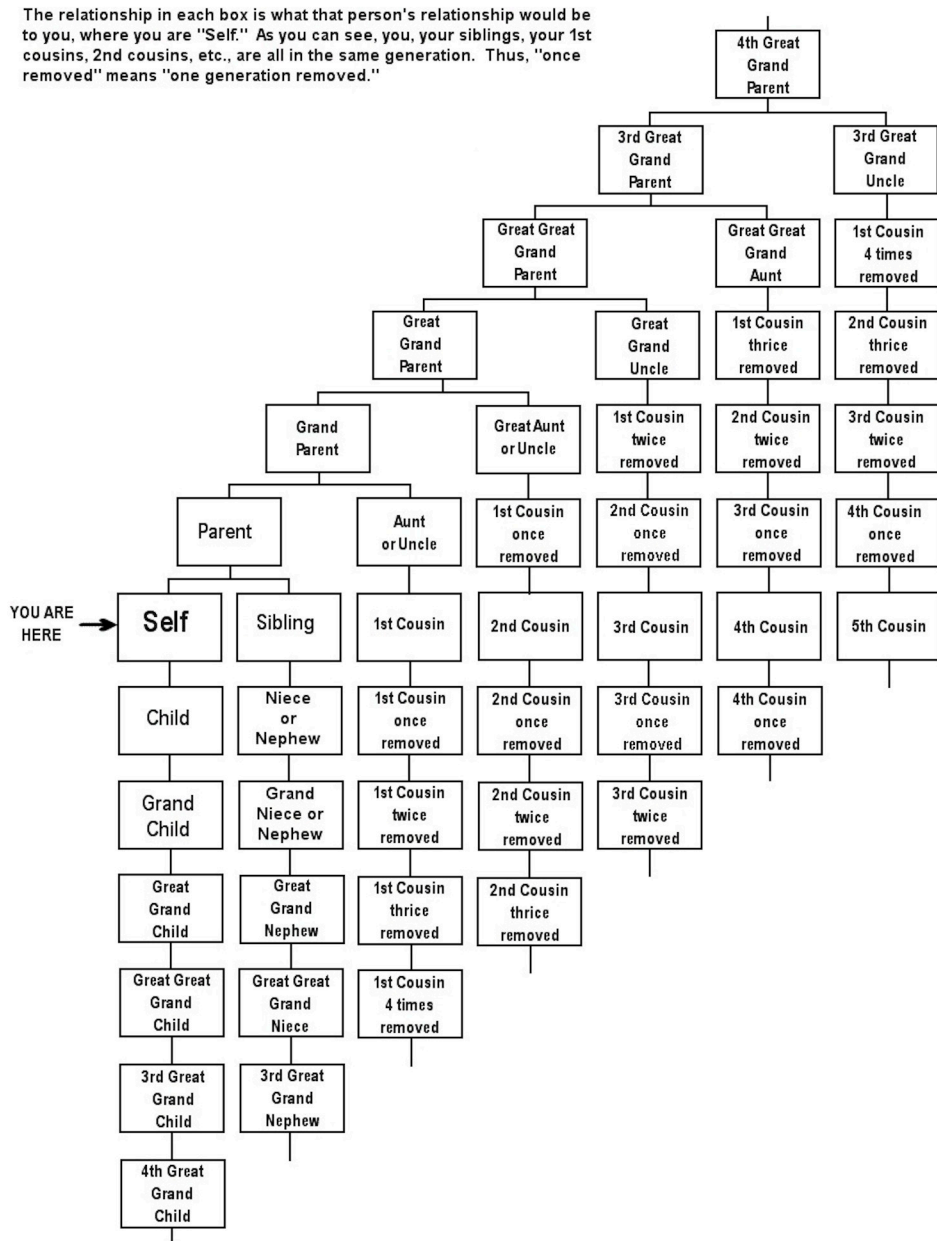 The relationship in each box is what that person's relationship would be
to you, where you are "Self." As you can see, you, your siblings, your 1st
cousins, 2nd cousins, etc., are all in the same generation. Thus, "once
removed" means "one generation removed."
4th Great
Grand
Parent
3rd Great
Grand
Parent
3rd Great
Grand
Uncle
Great Great
Grand
Parent
Great Great
Grand
Aunt
1st Cousin
4 times
removed
Great
Grand
Parent
Great
Grand
Uncle
1st Cousin
thrice
removed
2nd Cousin
thrice
removed
Grand
Parent
Great Aunt
or Uncle
1st Cousin
twice
removed
2nd Cousin
twice
removed
3rd Cousin
twice
removed
Parent
Aunt
or Uncle
1st Cousin
once
removed
2nd Cousin
once
removed
3rd Cousin
once
removed
4th Cousin
once
removed
YOU ARE
HERE
Self
Sibling
1st Cousin
2nd Cousin
3rd Cousin
4th Cousin
5th Cousin
Child
Niece
or
Nephew
1st Cousin
once
removed
2nd Cousin
once
removed
3rd Cousin
once
removed
4th Cousin
once
removed
Grand
Child
Grand
Niece or
Nephew
1st Cousin
twice
removed
2nd Cousin
twice
removed
3rd Cousin
twice
removed
Great
Grand
Child
Great
Grand
Nephew
1st Cousin
thrice
removed
2nd Cousin
thrice
removed
Great Great
Grand
Child
Great Great
Grand
Niece
1st Cousin
4 times
removed
3rd Great
Grand
Child
3rd Great
Grand
Nephew
4th Great
Grand
Child